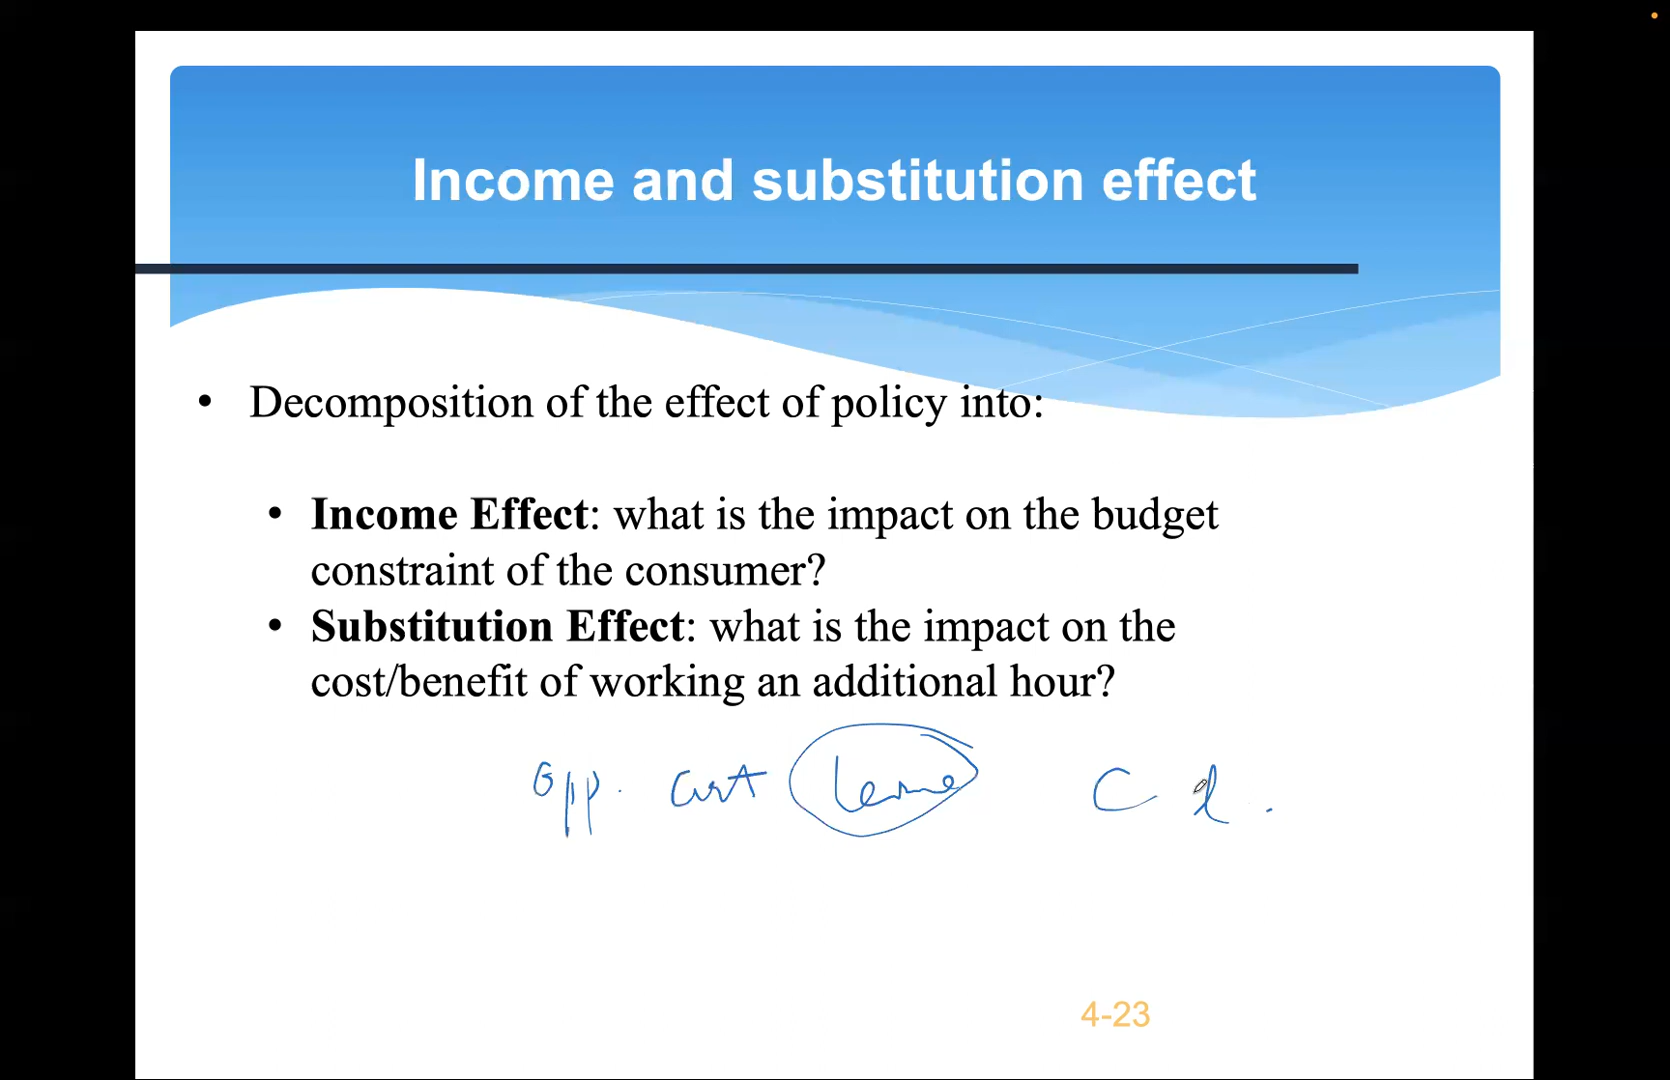 Income and substitution effect
• Decomposition of the effect of policy into:
• Income Effect: what is the impact on the budget
constraint of the consumer?
• Substitution Effect: what is the impact on the
cost/benefit of working an additional hour?
Opp. cost C l.
4-23